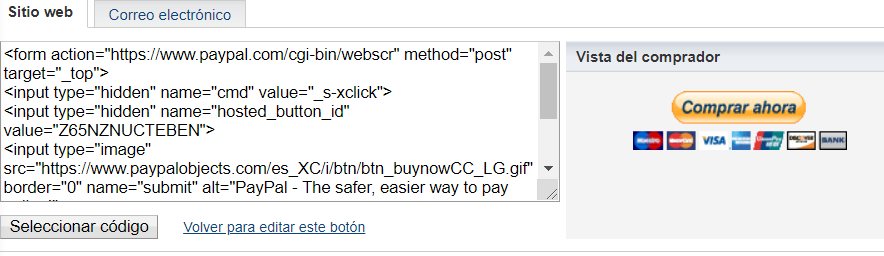 Sitio web
Correo electrónico
<form action="https://www.paypal.com/cgi-bin/webscr" method="post"
target="_top">
<input type="hidden" name="cmd" value="_s-xclick">
<input type="hidden" name="hosted_button_id"
value="Z65NZNUCTEBEN">
<input type="image"
src="https://www.paypalobjects.com/es_XC/i/btn/btn_buynowCC_LG.gif"
border="0" name="submit" alt="PayPal - The safer, easier way to pay
Vista del comprador
Comprar ahora
VISA
DISCOVER
BANK
Seleccionar código
Volver para editar este botón